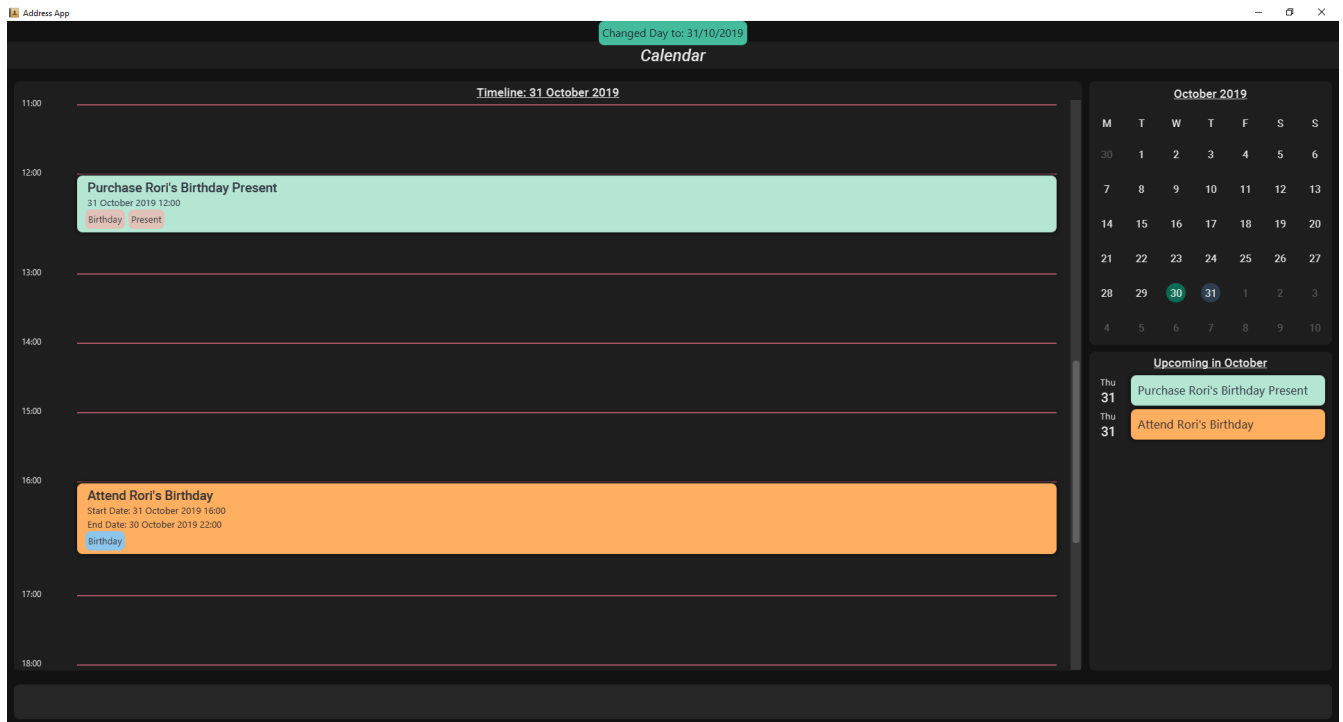 Address App
Changed Day to: 31/10/2019
Calendar
Timeline: 31 October 2019
11:00
12:00
Purchase Rori's Birthday Present
31 October 2019 12:00
Birthday Present
13:00
14:00
15:00
16:00
Attend Rori's Birthday
Start Date: 31 October 2019 16:00
End Date: 30 October 2019 22:00
Birthday
17:00
18:00
October 2019
M T W T F S S
30 1 2 3 4 5 6
7 8 9 10 11 12 13
14 15 16 17 18 19 20
21 22 23 24 25 26 27
28 29 30 31 1 2 3
4 5 6 7 8 9 10
Upcoming in October
Thu
31
Purchase Rori's Birthday Present
Thu
31
Attend Rori's Birthday